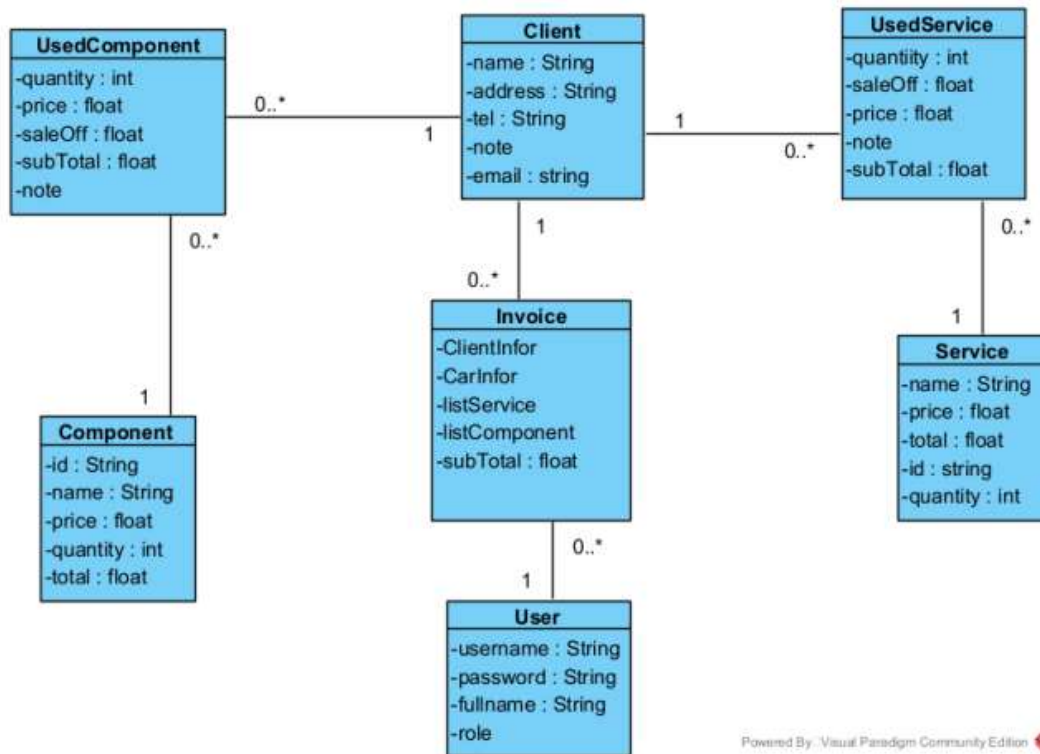 UsedComponent
-quantity : int
-price : float
-saleOff : float
-subTotal : float
-note
Client
-name : String
-address : String
-tel : String
-note
-email : string
UsedService
-quantiity : int
-saleOff : float
-price : float
-note
-subTotal : float
0..*
1
1
0..*
0..*
1
1
0..*
0..*
1
Invoice
-ClientInfor
-CarInfor
-listService
-listComponent
-subTotal : float
Service
-name : String
-price : float
-total : float
-id : string
-quantity : int
Component
-id : String
-name : String
-price : float
-quantity : int
-total : float
0..*
1
User
-username : String
-password : String
-fullname : String
-role
Powered By Visual Paradigm Community Edition